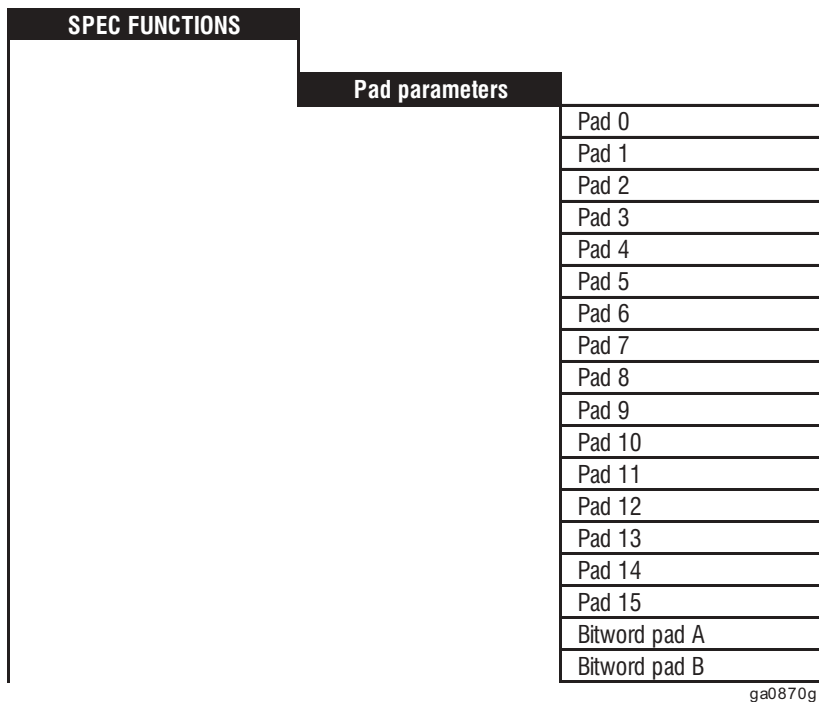 SPEC FUNCTIONS
Pad parameters
Pad 0
Pad 1
Pad 2
Pad 3
Pad 4
Pad 5
Pad 6
Pad 7
Pad 8
Pad 9
Pad 10
Pad 11
Pad 12
Pad 13
Pad 14
Pad 15
Bitword pad A
Bitword pad B
ga0870g